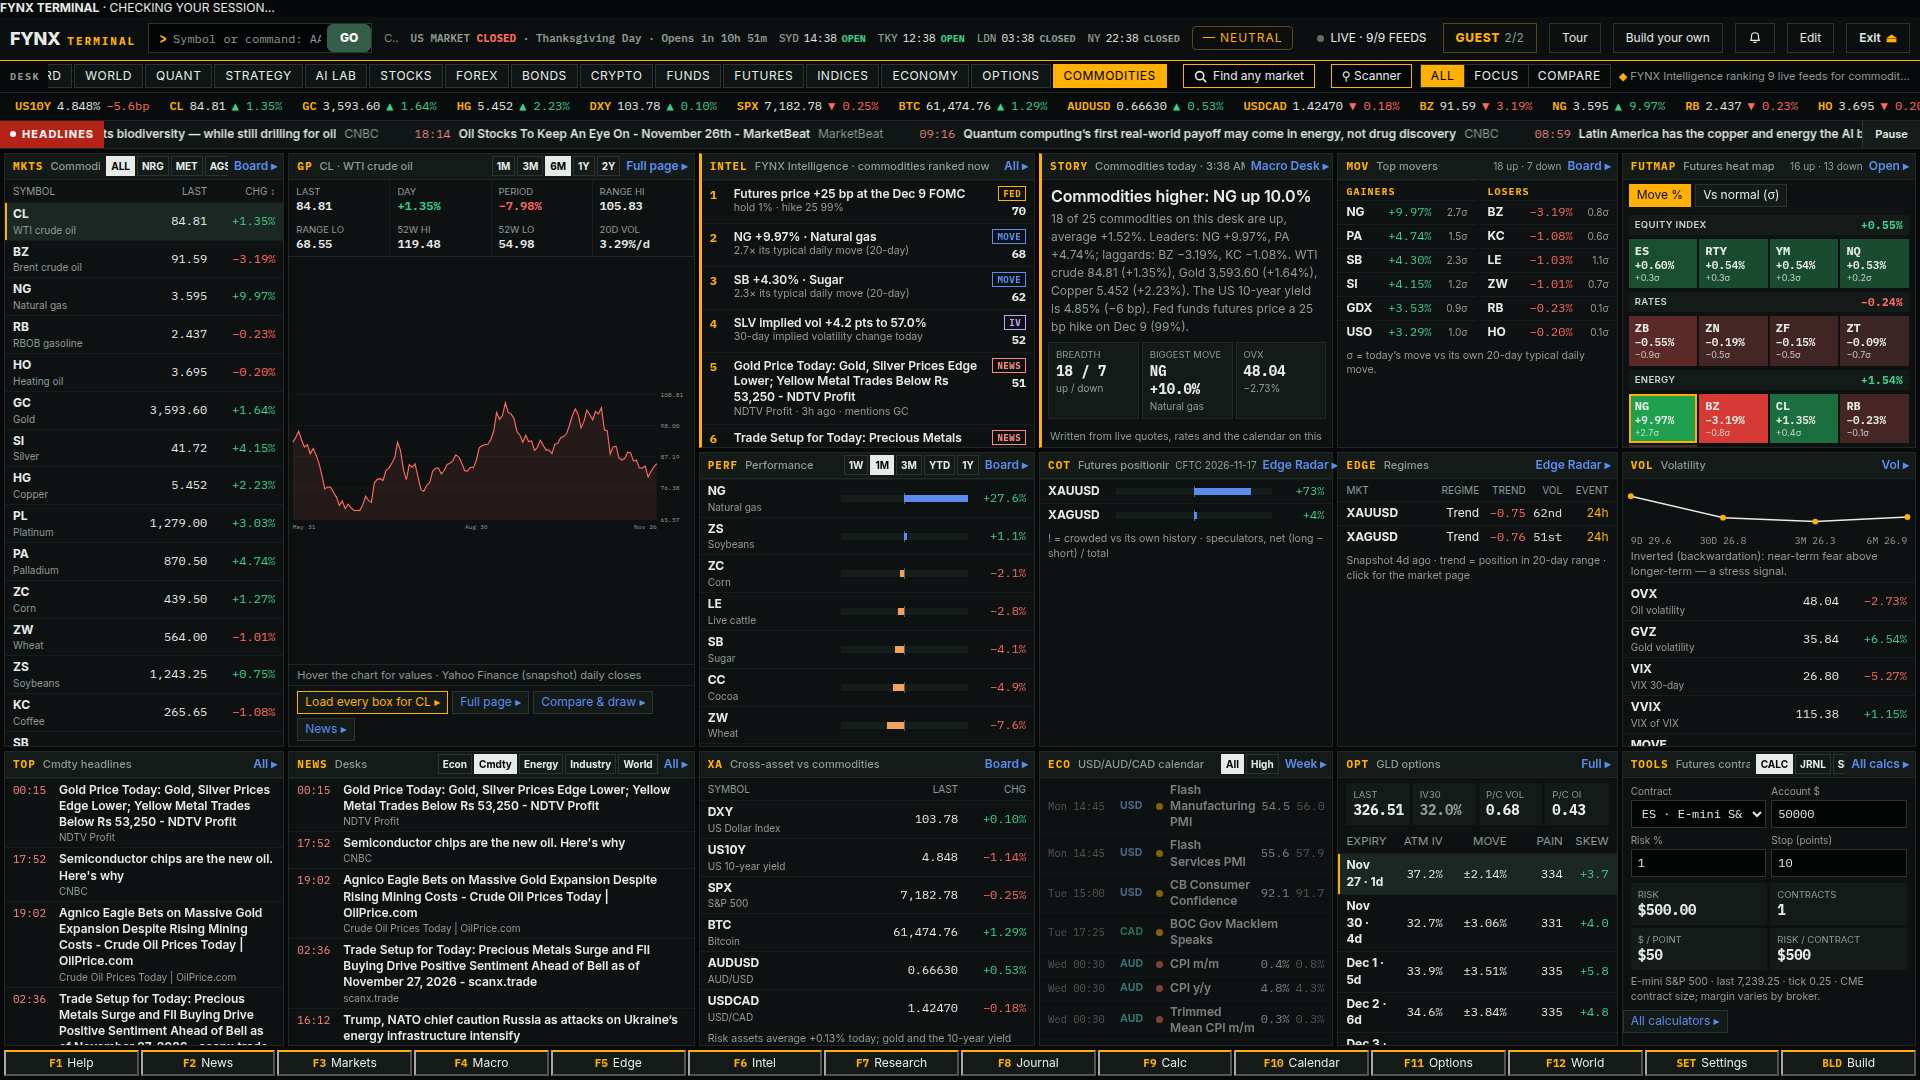 FYNX TERMINAL · CHECKING YOUR SESSION...
FYNX TERMINAL
> Symbol or command: AA GO
C.. US MARKET CLOSED · Thanksgiving Day · Opens in 10h 51m SYD 14:38 OPEN TKY 12:38 OPEN LDN 03:38 CLOSED NY 22:38 CLOSED
— NEUTRAL
LIVE · 9/9 FEEDS
GUEST 2/2
Tour
Build your own
Edit
Exit
DESK RD WORLD QUANT STRATEGY AI LAB STOCKS FOREX BONDS CRYPTO FUNDS FUTURES INDICES ECONOMY OPTIONS COMMODITIES
Find any market
Scanner
ALL FOCUS COMPARE
◆ FYNX Intelligence ranking 9 live feeds for commodit...
US10Y 4.848% −5.6bp CL 84.81 ▲ 1.35% GC 3,593.60 ▲ 1.64% HG 5.452 ▲ 2.23% DXY 103.78 ▲ 0.10% SPX 7,182.78 ▼ 0.25% BTC 61,474.76 ▲ 1.29% AUDUSD 0.66630 ▲ 0.53% USDCAD 1.42470 ▼ 0.18% BZ 91.59 ▼ 3.19% NG 3.595 ▲ 9.97% RB 2.437 ▼ 0.23% HO 3.695 ▼ 0.20
HEADLINES ts biodiversity — while still drilling for oil CNBC 18:14 Oil Stocks To Keep An Eye On - November 26th - MarketBeat MarketBeat 09:16 Quantum computing’s first real-world payoff may come in energy, not drug discovery CNBC 08:59 Latin America has the copper and energy the AI b Pause
MKTS Commodi ALL NRG MET AGS Board ▸
SYMBOL LAST CHG ↕
CL 84.81 +1.35%
WTI crude oil
BZ 91.59 −3.19%
Brent crude oil
NG 3.595 +9.97%
Natural gas
RB 2.437 −0.23%
RBOB gasoline
HO 3.695 −0.20%
Heating oil
GC 3,593.60 +1.64%
Gold
SI 41.72 +4.15%
Silver
HG 5.452 +2.23%
Copper
PL 1,279.00 +3.03%
Platinum
PA 870.50 +4.74%
Palladium
ZC 439.50 +1.27%
Corn
ZW 564.00 −1.01%
Wheat
ZS 1,243.25 +0.75%
Soybeans
KC 265.65 −1.08%
Coffee
SB
GP CL · WTI crude oil 1M 3M 6M 1Y 2Y Full page ▸
LAST DAY PERIOD RANGE HI
84.81 +1.35% −7.98% 105.83
RANGE LO 52W HI 52W LO 20D VOL
68.55 119.48 54.98 3.29%/d
108.81
98.00
87.19
76.38
65.57
May 31 Aug 30 Nov 26
Hover the chart for values · Yahoo Finance (snapshot) daily closes
Load every box for CL ▸ Full page ▸ Compare & draw ▸
News ▸
INTEL FYNX Intelligence · commodities ranked now All ▸
1 Futures price +25 bp at the Dec 9 FOMC FED
hold 1% · hike 25 99% 70
2 NG +9.97% · Natural gas MOVE
2.7× its typical daily move (20-day) 68
3 SB +4.30% · Sugar MOVE
2.3× its typical daily move (20-day) 62
4 SLV implied vol +4.2 pts to 57.0% IV
30-day implied volatility change today 52
5 Gold Price Today: Gold, Silver Prices Edge NEWS
Lower; Yellow Metal Trades Below Rs 51
53,250 - NDTV Profit
NDTV Profit · 3h ago · mentions GC
6 Trade Setup for Today: Precious Metals NEWS
STORY Commodities today · 3:38 AM Macro Desk ▸
Commodities higher: NG up 10.0%
18 of 25 commodities on this desk are up,
average +1.52%. Leaders: NG +9.97%, PA
+4.74%; laggards: BZ −3.19%, KC −1.08%. WTI
crude 84.81 (+1.35%), Gold 3,593.60 (+1.64%),
Copper 5.452 (+2.23%). The US 10-year yield
is 4.85% (−6 bp). Fed funds futures price a 25
bp hike on Dec 9 (99%).
BREADTH BIGGEST MOVE OVX
18 / 7 NG +10.0% 48.04
up / down Natural gas −2.73%
Written from live quotes, rates and the calendar on this
MOV Top movers 18 up · 7 down Board ▸
GAINERS LOSERS
NG +9.97% 2.7σ BZ −3.19% 0.8σ
PA +4.74% 1.5σ KC −1.08% 0.6σ
SB +4.30% 2.3σ LE −1.03% 1.1σ
SI +4.15% 1.2σ ZW −1.01% 0.7σ
GDX +3.53% 0.9σ RB −0.23% 0.1σ
USO +3.29% 1.0σ HO −0.20% 0.1σ
σ = today's move vs its own 20-day typical daily
move.
FUTMAP Futures heat map 16 up · 13 down Open ▸
Move % Vs normal (σ)
EQUITY INDEX +0.55%
ES RTY YM NQ
+0.60% +0.54% +0.54% +0.53%
+0.3σ +0.3σ +0.3σ +0.2σ
RATES −0.24%
ZB ZN ZF ZT
−0.55% −0.19% −0.15% −0.09%
−0.9σ −0.5σ −0.5σ −0.7σ
ENERGY +1.54%
NG BZ CL RB
+9.97% −3.19% +1.35% −0.23%
+2.7σ −0.8σ +0.4σ −0.1σ
PERF Performance 1W 1M 3M YTD 1Y Board ▸
NG +27.6%
Natural gas
ZS +1.1%
Soybeans
ZC −2.1%
Corn
LE −2.8%
Live cattle
SB −4.1%
Sugar
CC −4.9%
Cocoa
ZW −7.6%
Wheat
COT Futures positionin CFTC 2026-11-17 Edge Radar ▸
XAUUSD +73%
XAGUSD +4%
! = crowded vs its own history · speculators, net (long −
short) / total
EDGE Regimes Edge Radar ▸
MKT REGIME TREND VOL EVENT
XAUUSD Trend −0.75 62nd 24h
XAGUSD Trend −0.76 51st 24h
Snapshot 4d ago · trend = position in 20-day range ·
click for the market page
VOL Volatility Vol ▸
9D 29.6 30D 26.8 3M 26.3 6M 26.9
Inverted (backwardation): near-term fear above
longer-term — a stress signal.
OVX 48.04 −2.73%
Oil volatility
GVZ 35.84 +6.54%
Gold volatility
VIX 26.80 −5.27%
VIX 30-day
VVIX 115.38 +1.15%
VIX of VIX
MOVE
TOP Cmdty headlines All ▸
00:15 Gold Price Today: Gold, Silver Prices
Edge Lower; Yellow Metal Trades
Below Rs 53,250 - NDTV Profit
NDTV Profit
17:52 Semiconductor chips are the new oil.
Here's why
CNBC
19:02 Agnico Eagle Bets on Massive Gold
Expansion Despite Rising Mining
Costs - Crude Oil Prices Today |
OilPrice.com
Crude Oil Prices Today | OilPrice.com
02:36 Trade Setup for Today: Precious
Metals Surge and FII Buying Drive
Positive Sentiment Ahead of Bell as
of November 27, 2026 - scanx.trade
NEWS Desks Econ Cmdty Energy Industry World All ▸
00:15 Gold Price Today: Gold, Silver Prices Edge Lower; Yellow
Metal Trades Below Rs 53,250 - NDTV Profit
NDTV Profit
17:52 Semiconductor chips are the new oil. Here's why
CNBC
19:02 Agnico Eagle Bets on Massive Gold Expansion Despite
Rising Mining Costs - Crude Oil Prices Today |
OilPrice.com
Crude Oil Prices Today | OilPrice.com
02:36 Trade Setup for Today: Precious Metals Surge and FII
Buying Drive Positive Sentiment Ahead of Bell as of
November 27, 2026 - scanx.trade
scanx.trade
16:12 Trump, NATO chief caution Russia as attacks on Ukraine's
energy infrastructure intensify
XA Cross-asset vs commodities Board ▸
SYMBOL LAST CHG
DXY 103.78 +0.10%
US Dollar Index
US10Y 4.848 −1.14%
US 10-year yield
SPX 7,182.78 −0.25%
S&P 500
BTC 61,474.76 +1.29%
Bitcoin
AUDUSD 0.66630 +0.53%
AUD/USD
USDCAD 1.42470 −0.18%
USD/CAD
Risk assets average +0.13% today; gold and the 10-year yield
ECO USD/AUD/CAD calendar All High Week ▸
Mon 14:45 USD Flash Manufacturing PMI 54.5 56.0
Mon 14:45 USD Flash Services PMI 55.6 57.9
Tue 15:00 USD CB Consumer Confidence 92.1 91.7
Tue 17:25 CAD BOC Gov Macklem Speaks
Wed 00:30 AUD CPI m/m 0.4% 0.8%
Wed 00:30 AUD CPI y/y 4.8% 4.3%
Wed 00:30 AUD Trimmed Mean CPI m/m 0.3% 0.3%
OPT GLD options Full ▸
LAST IV30 P/C VOL P/C OI
326.51 32.0% 0.68 0.43
EXPIRY ATM IV MOVE PAIN SKEW
Nov 27 · 1d 37.2% ±2.14% 334 +3.7
Nov 30 · 4d 32.7% ±3.06% 331 +4.0
Dec 1 · 5d 33.9% ±3.51% 335 +5.8
Dec 2 · 6d 34.6% ±3.84% 335 +4.8
Dec 3 ·
TOOLS Futures contra CALC JRNL S All calcs ▸
Contract Account $
ES · E-mini S& 50000
Risk % Stop (points)
1 10
RISK CONTRACTS
$500.00 1
$ / POINT RISK / CONTRACT
$50 $500
E-mini S&P 500 · last 7,239.25 · tick 0.25 · CME
contract size; margin varies by broker.
All calculators ▸
F1 Help F2 News F3 Markets F4 Macro F5 Edge F6 Intel F7 Research F8 Journal F9 Calc F10 Calendar F11 Options F12 World SET Settings BLD Build